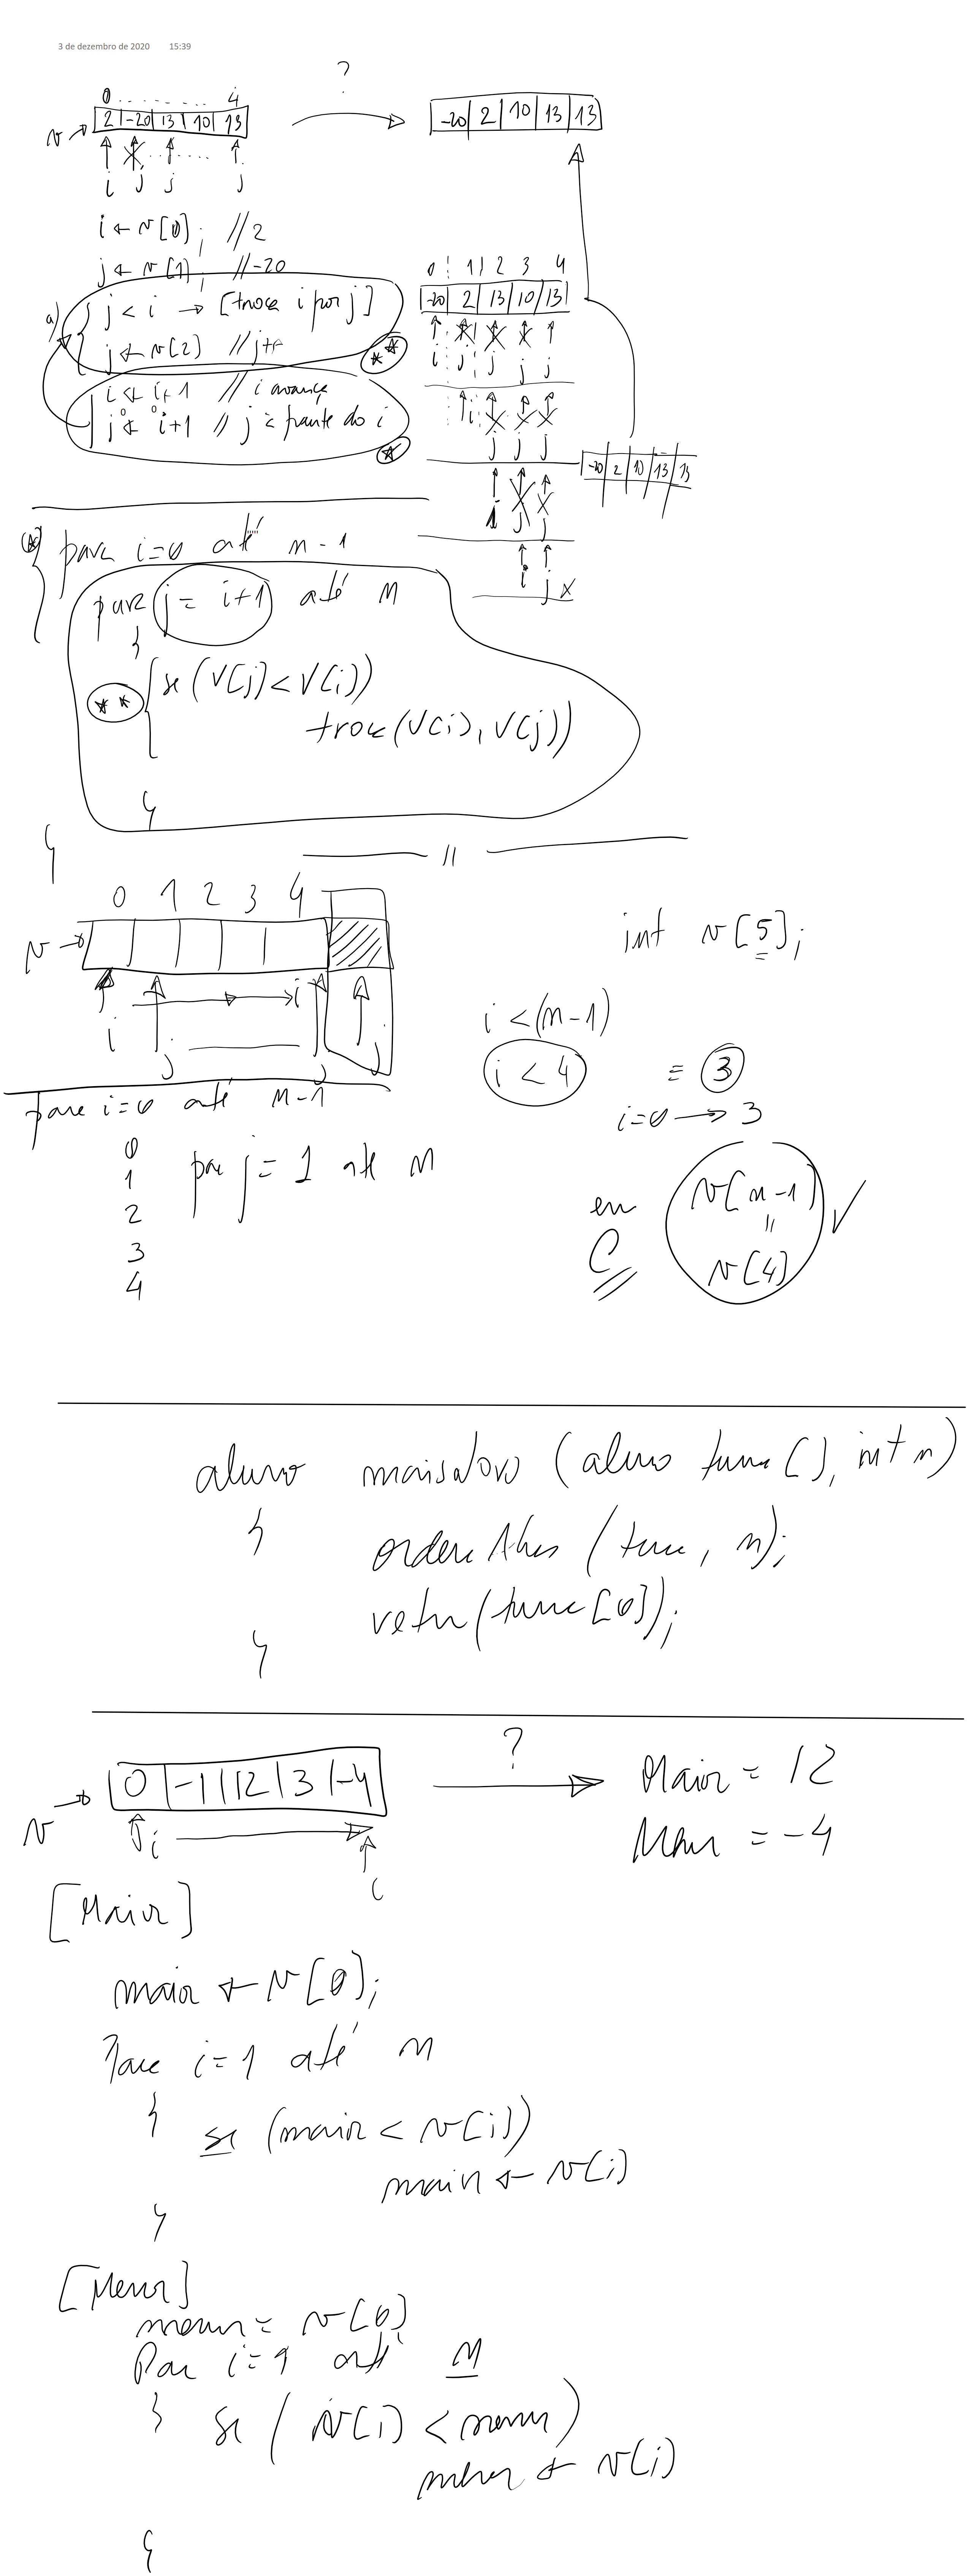 3 de dezembro de 2020 15:39
?
0 . . . . . . . . 4
v → 2 | -20 | 13 | 10 | 13
-20 | 2 | 10 | 13 | 13
i j j j
i ← v[0]; // 2
j ← v[1]; // -20
a) j < i → [troca i por j]
j ← v[2] // j++
**
i ← i+1 // i avança
j ← i+1 // j à frente do i
*
0 1 2 3 4
-20 | 2 | 13 | 10 | 13
i j j j j
i j j j
-20 | 2 | 10 | 13 | 13
i j j
i j x
(*) para i=0 até n-1
{
para j = i+1 até n
{
** se (V[j] < V[i])
troca(V[i], V[j])
}
}
//
0 1 2 3 4
v →
i j i j j
int v[5];
i < (n-1)
i < 4 ≡ 3
i=0 → 3
para i=0 até n-1
0
1 para j = 1 até n
2
3
4
em C
v[n-1]
"
v[4]
aluno maisNovo (aluno turma[], int n)
{
ordena (turma, n);
return(turma[0]);
}
v → 0 | -1 | 12 | 3 | -4
?
Maior = 12
Menor = -4
i i
[Maior]
maior ← v[0];
Para i=1 até n
{
se (maior < v[i])
maior ← v[i]
}
[Menor]
menor = v[0]
Para i=1 até n
{ se (v[i] < menor)
menor ← v[i]
}